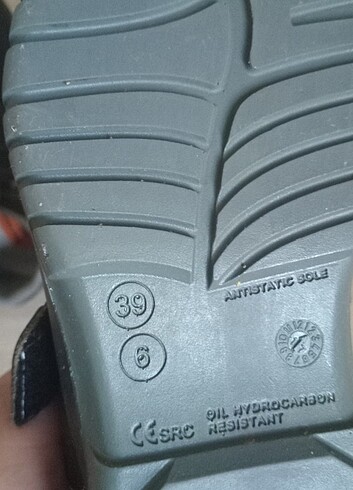 ANTISTATIC SOLE
39
6
CE SRC
OIL HYDROCARBON
RESISTANT